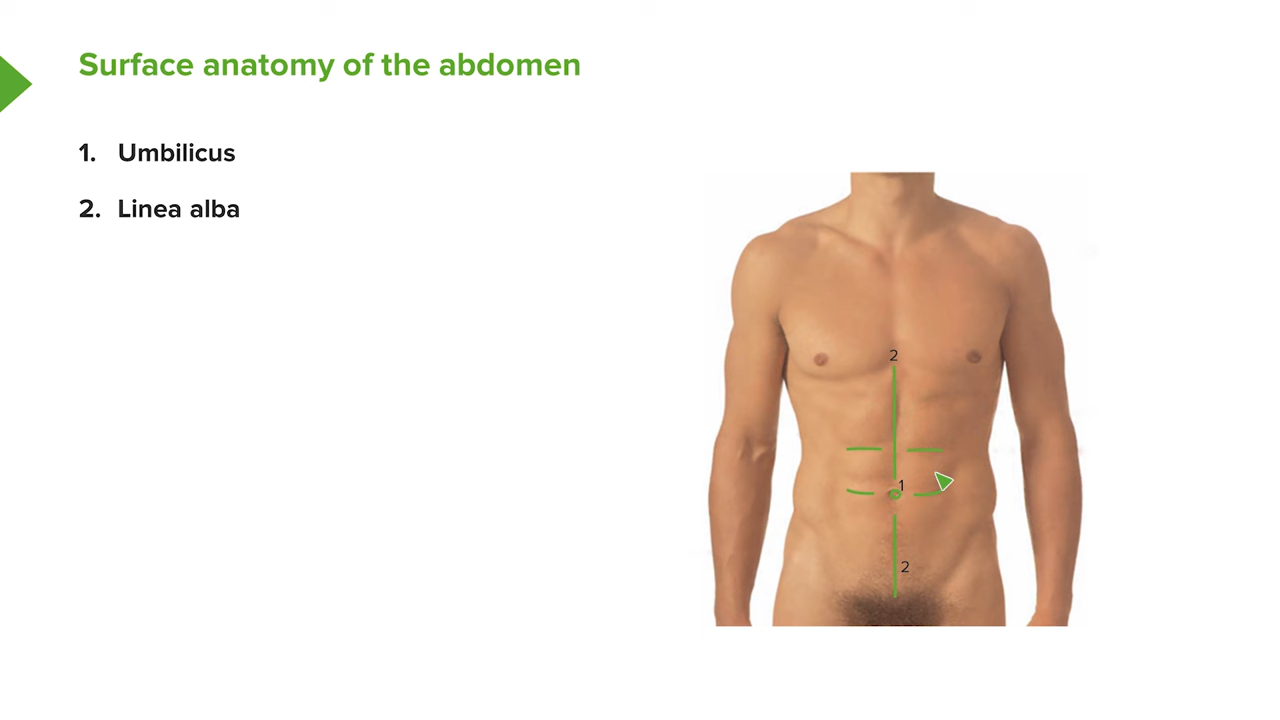 Surface anatomy of the abdomen
1. Umbilicus
2. Linea alba
2
1
2